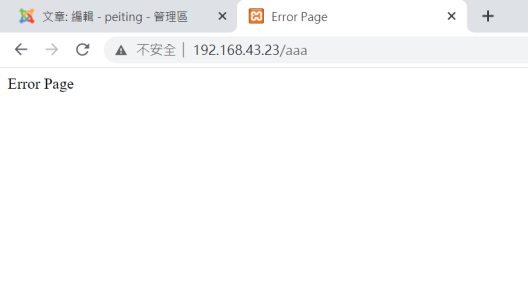 文章: 編輯 - peiting - 管理區
Error Page
不安全 | 192.168.43.23/aaa
Error Page